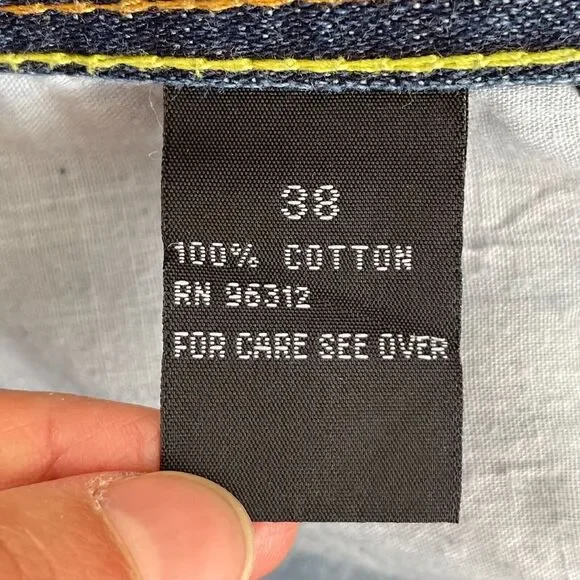 38
100% COTTON
RN 96312
FOR CARE SEE OVER